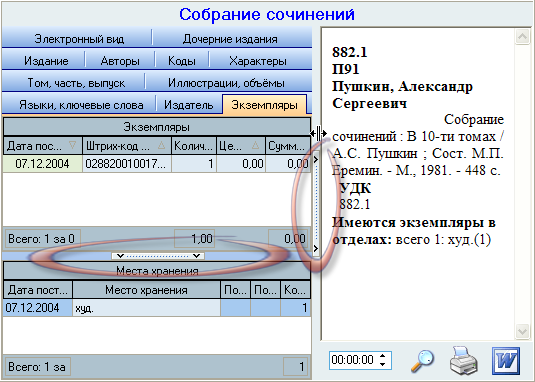 Собрание сочинений
Электронный вид Дочерние издания
Издание Авторы Коды Характеры
Том, часть, выпуск Иллюстрации, объёмы
Языки, ключевые слова Издатель Экземпляры
Экземпляры
Дата пос... Штрих-код ... Колич... Це... Сумм...
07.12.2004 028820010017... 1 0,00 0,00
Всего: 1 за 0 1,00 0,00
Места хранения
Дата пост... Место хранения По... По... Ко...
07.12.2004 худ. 1
Всего: 1 за 1
882.1
П91
Пушкин, Александр
Сергеевич
Собрание
сочинений : В 10-ти томах /
А.С. Пушкин ; Сост. М.П.
Еремин. - М., 1981. - 448 с.
УДК
882.1
Имеются экземпляры в
отделах: всего 1: худ.(1)
00:00:00
W